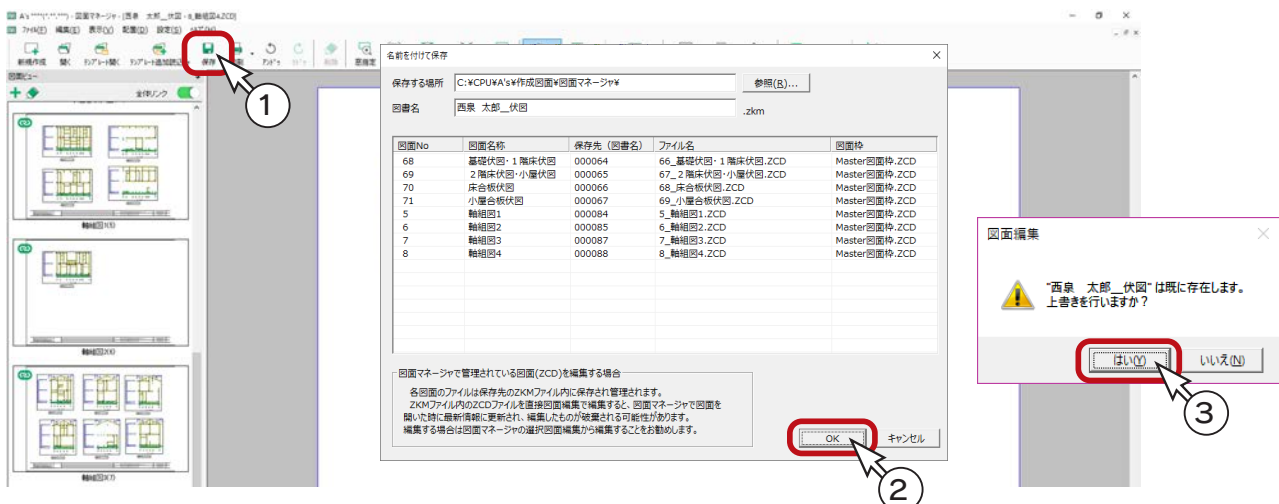 A's ****(*.**.***) - 図面マネージャ - [西泉　太郎__伏図 - 8_軸組図4.ZCD]
ファイル(F) 編集(E) 表示(V) 配置(D) 設定(S)
新規作成 開く テンプレート開く テンプレート追加読込 保存
図面ビュー
全体リンク
軸組図1(5)
軸組図2(6)
軸組図3(7)
①
名前を付けて保存
保存する場所 C:¥CPU¥A's¥作成図面¥図面マネージャ¥ 参照(R)...
図書名 西泉　太郎__伏図 .zkm
図面No 図面名称 保存先（図書名） ファイル名 図面枠
68 基礎伏図・１階床伏図 000064 66_基礎伏図・１階床伏図.ZCD Master図面枠.ZCD
69 ２階床伏図・小屋伏図 000065 67_２階床伏図・小屋伏図.ZCD Master図面枠.ZCD
70 床合板伏図 000066 68_床合板伏図.ZCD Master図面枠.ZCD
71 小屋合板伏図 000067 69_小屋合板伏図.ZCD Master図面枠.ZCD
5 軸組図1 000084 5_軸組図1.ZCD Master図面枠.ZCD
6 軸組図2 000085 6_軸組図2.ZCD Master図面枠.ZCD
7 軸組図3 000087 7_軸組図3.ZCD Master図面枠.ZCD
8 軸組図4 000088 8_軸組図4.ZCD Master図面枠.ZCD
図面マネージャで管理されている図面(ZCD)を編集する場合
各図面のファイルは保存先のZKMファイル内に保存され管理されます。
ZKMファイル内のZCDファイルを直接図面編集で編集すると、図面マネージャで図面を
開いた時に最新情報に更新され、編集したものが破棄される可能性があります。
編集する場合は図面マネージャの選択図面編集から編集することをお勧めします。
OK キャンセル
②
図面編集
"西泉　太郎__伏図" は既に存在します。
上書きを行いますか？
はい(Y) いいえ(N)
③